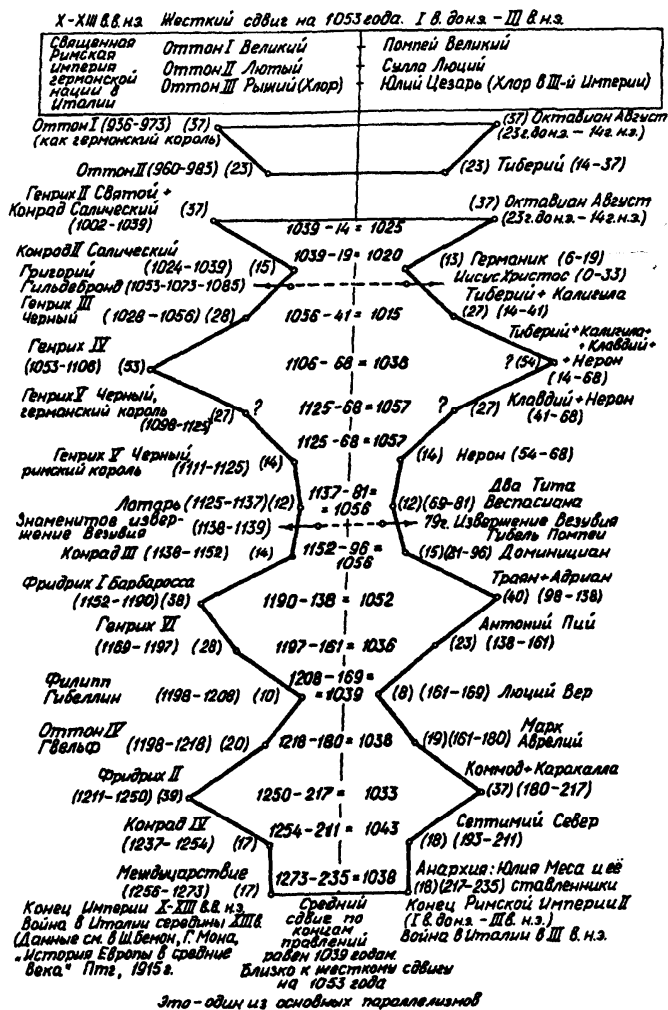 X-XIII в.в. н.э. Жесткий сдвиг на 1053 года. I в. до н.э. - III в. н.э.
Священная Римская империя германской нации в Италии
Оттон I Великий - Помпей Великий
Оттон II Лютый - Сулла Люций
Оттон III Рыжий (Хлор) - Юлий Цезарь (Хлор в III-й Империи)
Оттон I (936-973) (37)
(как германский король)
(37) Октавиан Август
(23г. до н.э. - 14г. н.э.)
Оттон II (960-983) (23)
(23) Тиберий (14-37)
Генрих II Святой +
Конрад Салический (37)
(1002-1039)
1039-14=1025
(37) Октавиан Август
(23г. до н.э. - 14г. н.э.)
Конрад II Салический
(1024-1039) (15)
1039-19=1020
(13) Германик (6-19)
Григорий
Гильдебранд (1053-1073-1085)
Иисус Христос (0-33)
Генрих III
Черный (1028-1056) (28)
1056-41=1015
Тиберий + Калигула
(27) (14-41)
Генрих IV
(1053-1106) (53)
1106-68=1038
Тиберий+Калигула+
+Клавдий+
?(54) +Нерон
(14-68)
Генрих V Черный,
германский король
(1098-1125) (27) ?
1125-68=1057
? (27) Клавдий+Нерон
(41-68)
1125-68=1057
Генрих V Черный,
римский король (1111-1125) (14)
(14) Нерон (54-68)
Лотарь (1125-1137) (12)
1137-81=
=1056
Два Тита
(12)(69-81) Веспасиана
Знаменитое извер-
жение Везувия (1138-1139)
79г. Извержение Везувия
Гибель Помпеи
Конрад III (1138-1152) (14)
1152-96=
1056
(15)(81-96) Домициан
Фридрих I Барбаросса
(1152-1190) (38)
1190-138=1052
Траян+Адриан
(40) (98-138)
Генрих VI
(1169-1197) (28)
1197-161=1036
Антоний Пий
(23) (138-161)
Филипп
Гибеллин (1198-1208) (10)
1208-169=
=1039
(8) (161-169) Люций Вер
Оттон IV
Гвельф (1198-1218) (20)
1218-180=1038
Марк
(19)(161-180) Аврелий
Фридрих II
(1211-1250) (39)
1250-217=1033
Коммод+Каракалла
(37) (180-217)
Конрад IV
(1237-1254) (17)
1254-211=1043
Септимий Север
(18) (193-211)
Междуцарствие
(1256-1273) (17)
1273-235=1038
Анархия: Юлия Меса и её
(18)(217-235) ставленники
Конец Империи X-XIII в.в. н.э.
Война в Италии середины XIII в.
(Данные см. в Ш. Бемон, Г. Моно,
"История Европы в средние
века" Птг, 1915г.
Средний
сдвиг по
концам
правлений
равен 1039 годам.
Близко к жесткому сдвигу
на 1053 года
Конец Римской Империи II
(I в. до н.э. - III в. н.э.)
Война в Италии в III в. н.э.
Это - один из основных параллелизмов